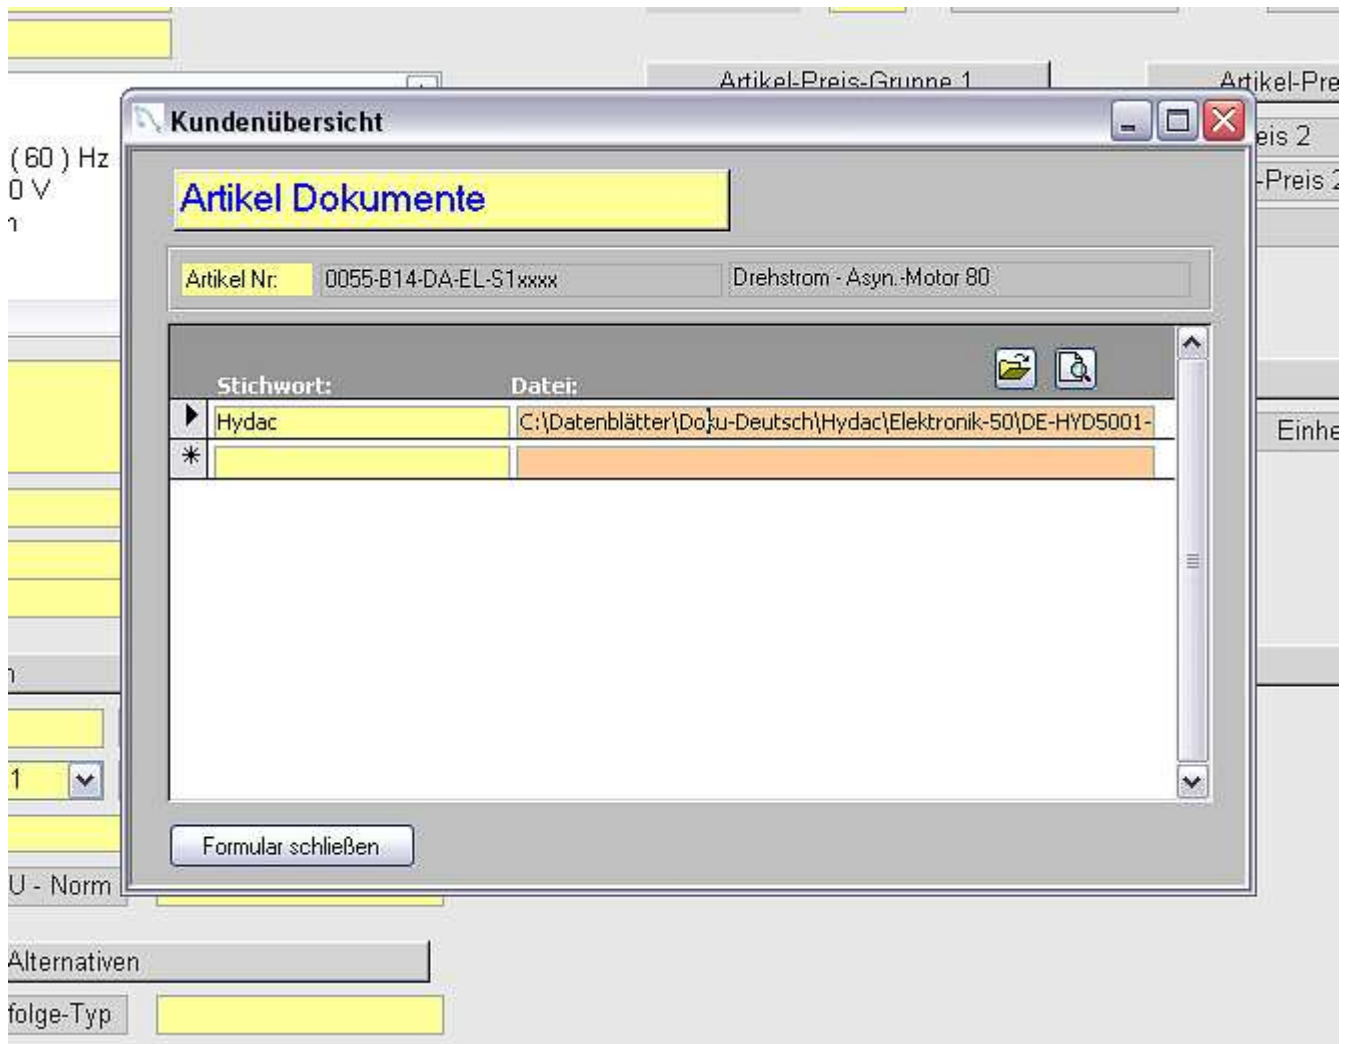 Artikel-Preis-Gruppe 1
Kundenübersicht
eis 2
( 60 ) Hz
0 V
-Preis 2
Artikel Dokumente
Artikel Nr: 0055-B14-DA-EL-S1xxxx Drehstrom - Asyn.-Motor 80
Stichwort: Datei:
Hydac C:\Datenblätter\Doku-Deutsch\Hydac\Elektronik-50\DE-HYD5001-
Einhe
1
Formular schließen
U - Norm
Alternativen
folge-Typ